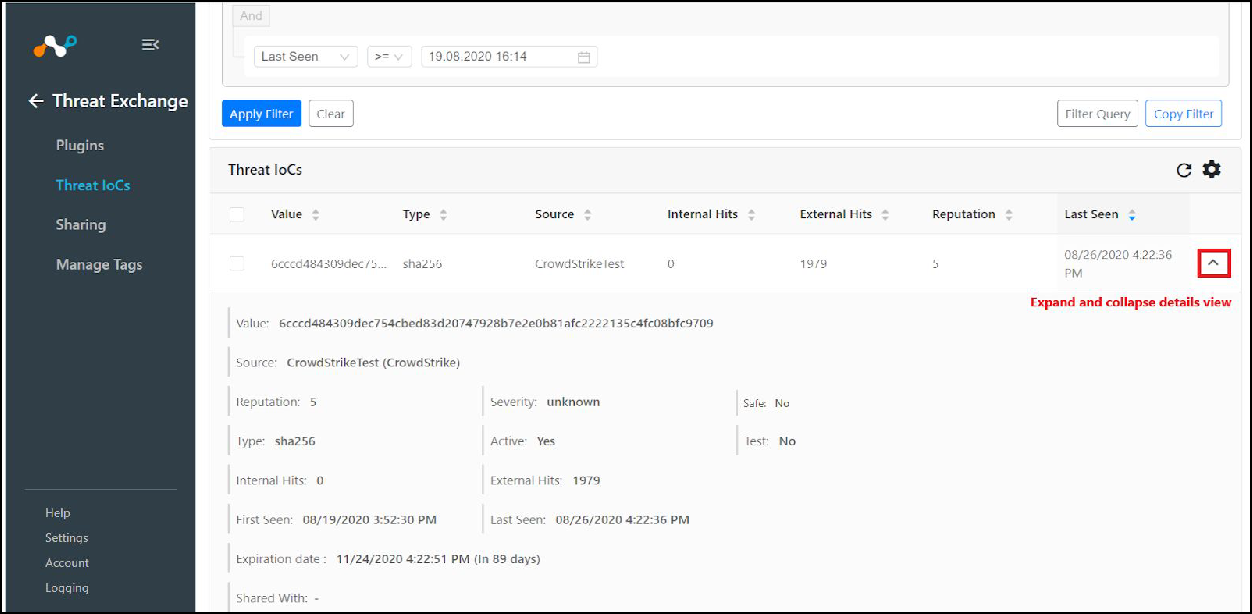 And
Last Seen >= 19.08.2020 16:14
Threat Exchange
Apply Filter Clear Filter Query Copy Filter
Plugins
Threat IoCs
Sharing
Manage Tags
Threat IoCs
Value Type Source Internal Hits External Hits Reputation Last Seen
6cccd484309dec75... sha256 CrowdStrikeTest 0 1979 5 08/26/2020 4:22:36
PM
Expand and collapse details view
Value: 6cccd484309dec754cbed83d20747928b7e2e0b81afc2222135c4fc08bfc9709
Source: CrowdStrikeTest (CrowdStrike)
Reputation: 5 Severity: unknown Safe: No
Type: sha256 Active: Yes Test: No
Internal Hits: 0 External Hits: 1979
First Seen: 08/19/2020 3:52:30 PM Last Seen: 08/26/2020 4:22:36 PM
Expiration date : 11/24/2020 4:22:51 PM (In 89 days)
Shared With: -
Help
Settings
Account
Logging